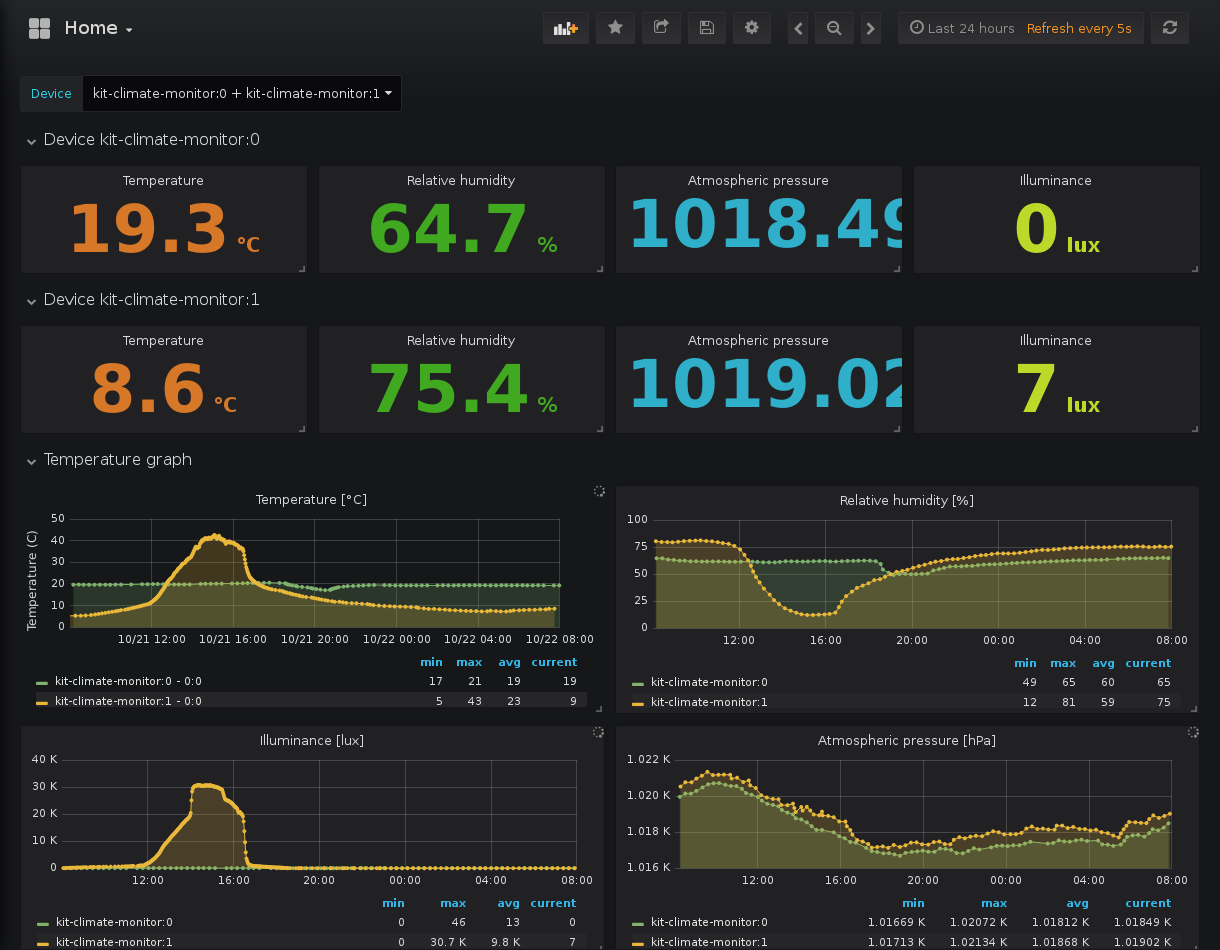 Home
Last 24 hours Refresh every 5s
Device kit-climate-monitor:0 + kit-climate-monitor:1
Device kit-climate-monitor:0
Temperature Relative humidity Atmospheric pressure Illuminance
19.3 °C 64.7 % 1018.49 0 lux
Device kit-climate-monitor:1
Temperature Relative humidity Atmospheric pressure Illuminance
8.6 °C 75.4 % 1019.02 7 lux
Temperature graph
Temperature [°C]
Temperature (C)
50
40
30
20
10
0
10/21 12:00 10/21 16:00 10/21 20:00 10/22 00:00 10/22 04:00 10/22 08:00
min max avg current
kit-climate-monitor:0 - 0:0 17 21 19 19
kit-climate-monitor:1 - 0:0 5 43 23 9
Relative humidity [%]
100
75
50
25
0
12:00 16:00 20:00 00:00 04:00 08:00
min max avg current
kit-climate-monitor:0 49 65 60 65
kit-climate-monitor:1 12 81 59 75
Illuminance [lux]
40 K
30 K
20 K
10 K
0
12:00 16:00 20:00 00:00 04:00 08:00
min max avg current
kit-climate-monitor:0 0 46 13 0
kit-climate-monitor:1 0 30.7 K 9.8 K 7
Atmospheric pressure [hPa]
1.022 K
1.020 K
1.018 K
1.016 K
12:00 16:00 20:00 00:00 04:00 08:00
min max avg current
kit-climate-monitor:0 1.01669 K 1.02072 K 1.01812 K 1.01849 K
kit-climate-monitor:1 1.01713 K 1.02134 K 1.01868 K 1.01902 K